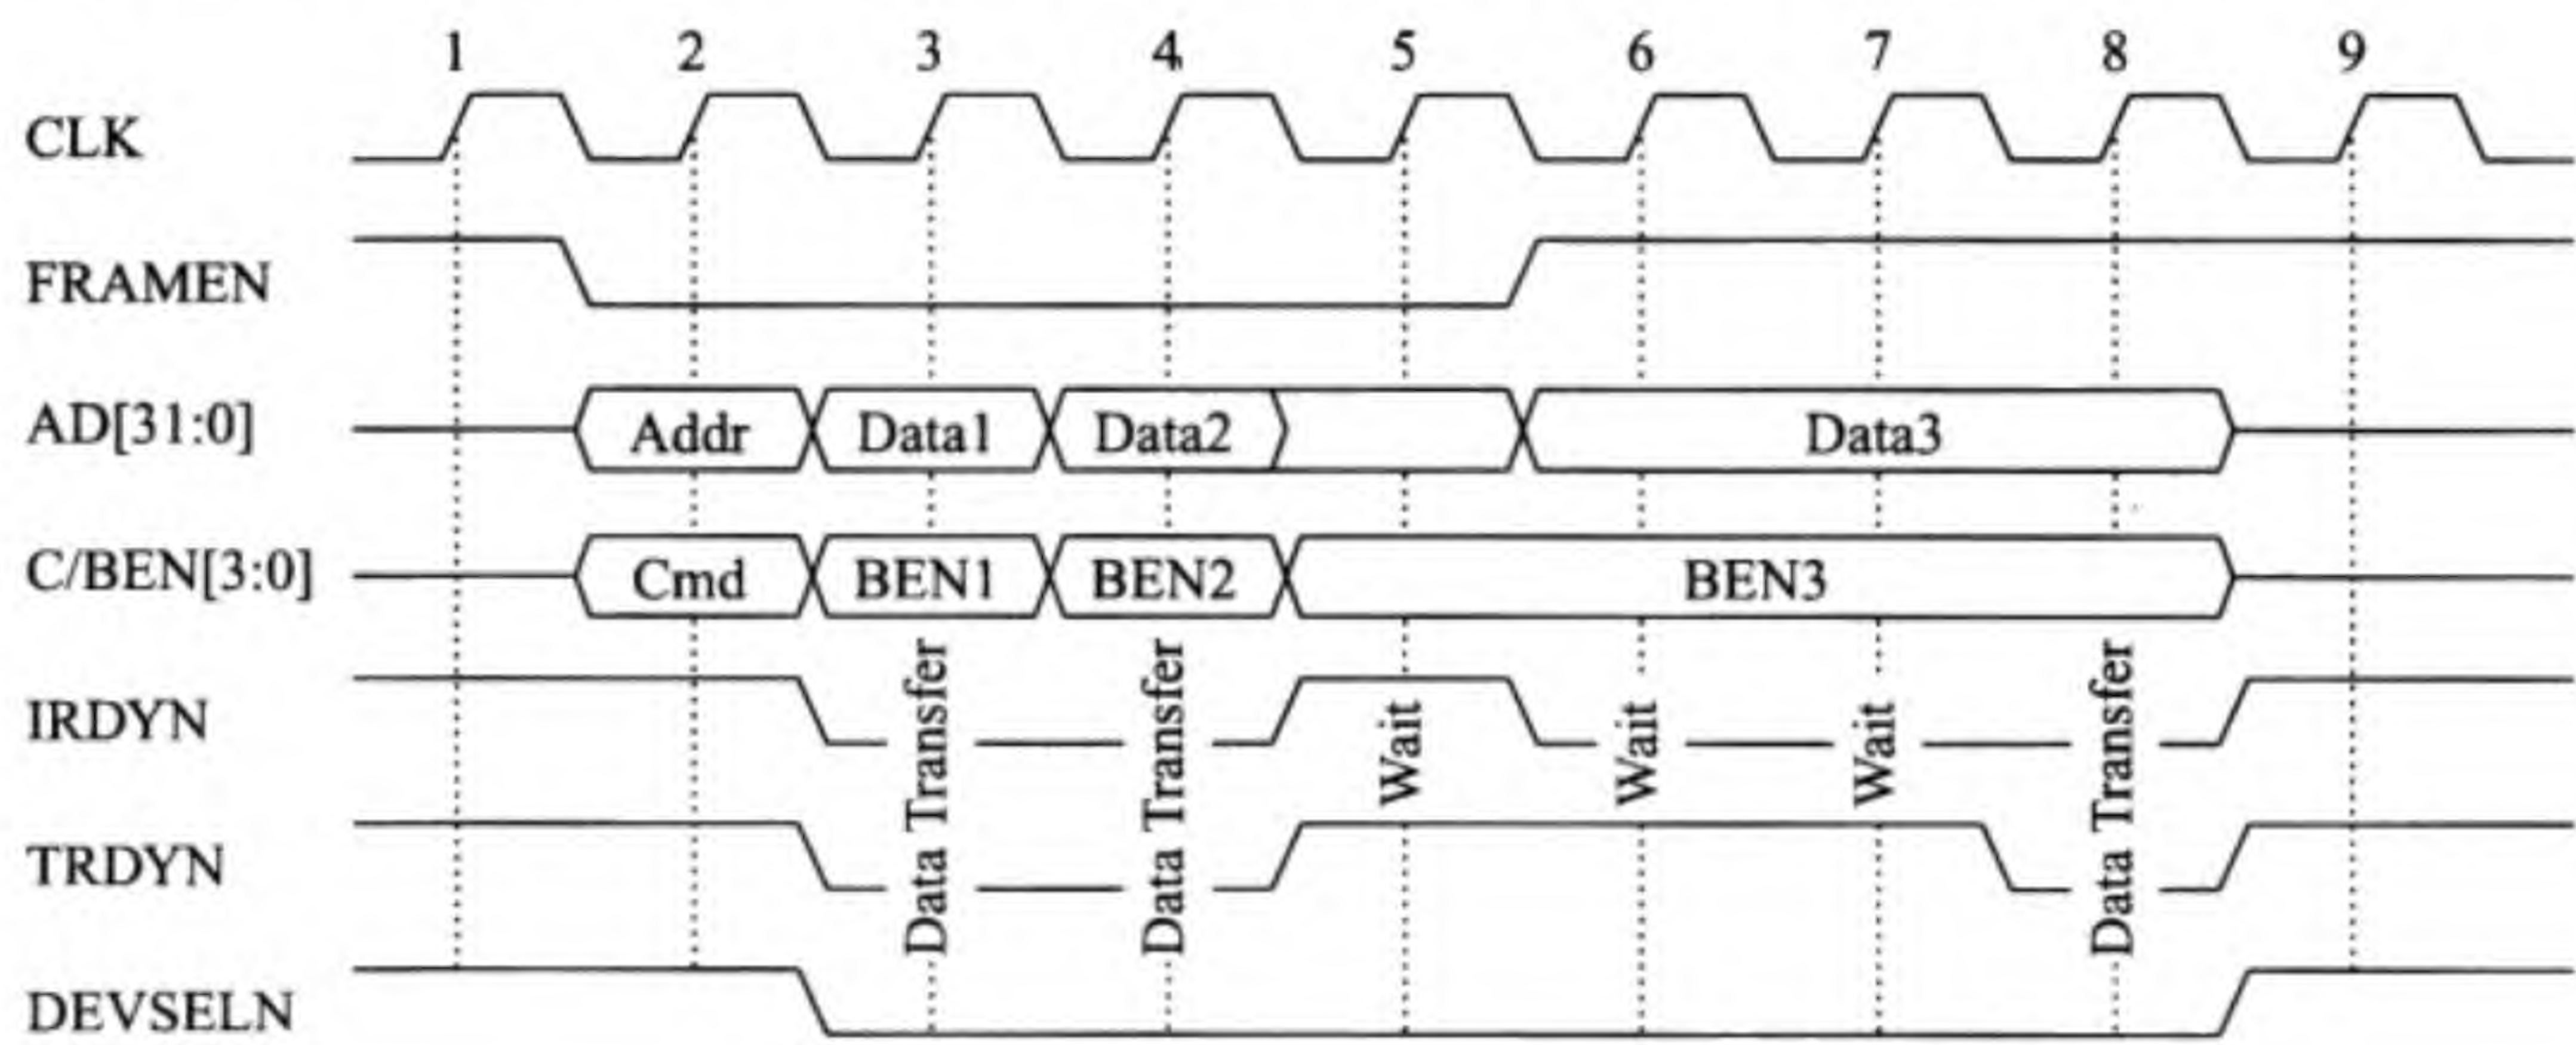 1 2 3 4 5 6 7 8 9
CLK
FRAMEN
AD[31:0] Addr Data1 Data2 Data3
C/BEN[3:0] Cmd BEN1 BEN2 BEN3
IRDYN
TRDYN
DEVSELN
Data Transfer
Data Transfer
Wait
Wait
Wait
Data Transfer